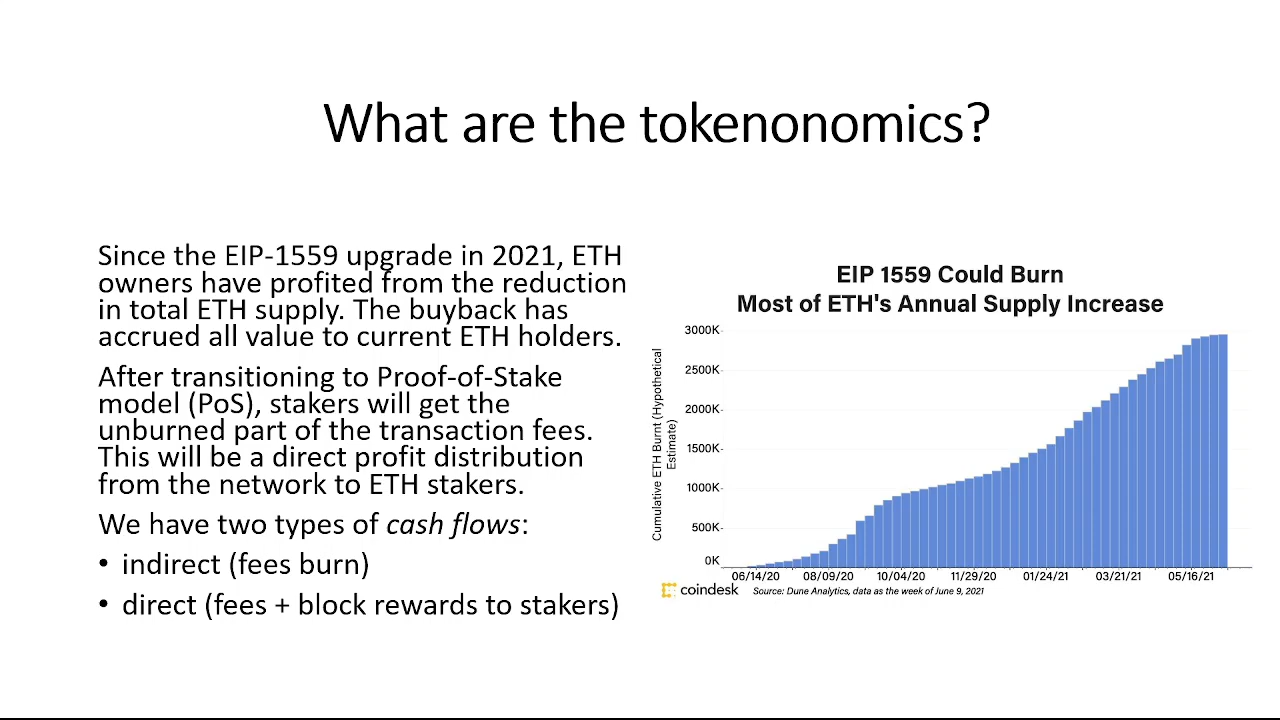 What are the tokenonomics?
Since the EIP-1559 upgrade in 2021, ETH
owners have profited from the reduction
in total ETH supply. The buyback has
accrued all value to current ETH holders.
After transitioning to Proof-of-Stake
model (PoS), stakers will get the
unburned part of the transaction fees.
This will be a direct profit distribution
from the network to ETH stakers.
We have two types of cash flows:
• indirect (fees burn)
• direct (fees + block rewards to stakers)
EIP 1559 Could Burn
Most of ETH's Annual Supply Increase
Cumulative ETH Burnt (Hypothetical
Estimate)
3000K
2500K
2000K
1500K
1000K
500K
0K
06/14/20 08/09/20 10/04/20 11/29/20 01/24/21 03/21/21 05/16/21
coindesk Source: Dune Analytics, data as the week of June 9, 2021